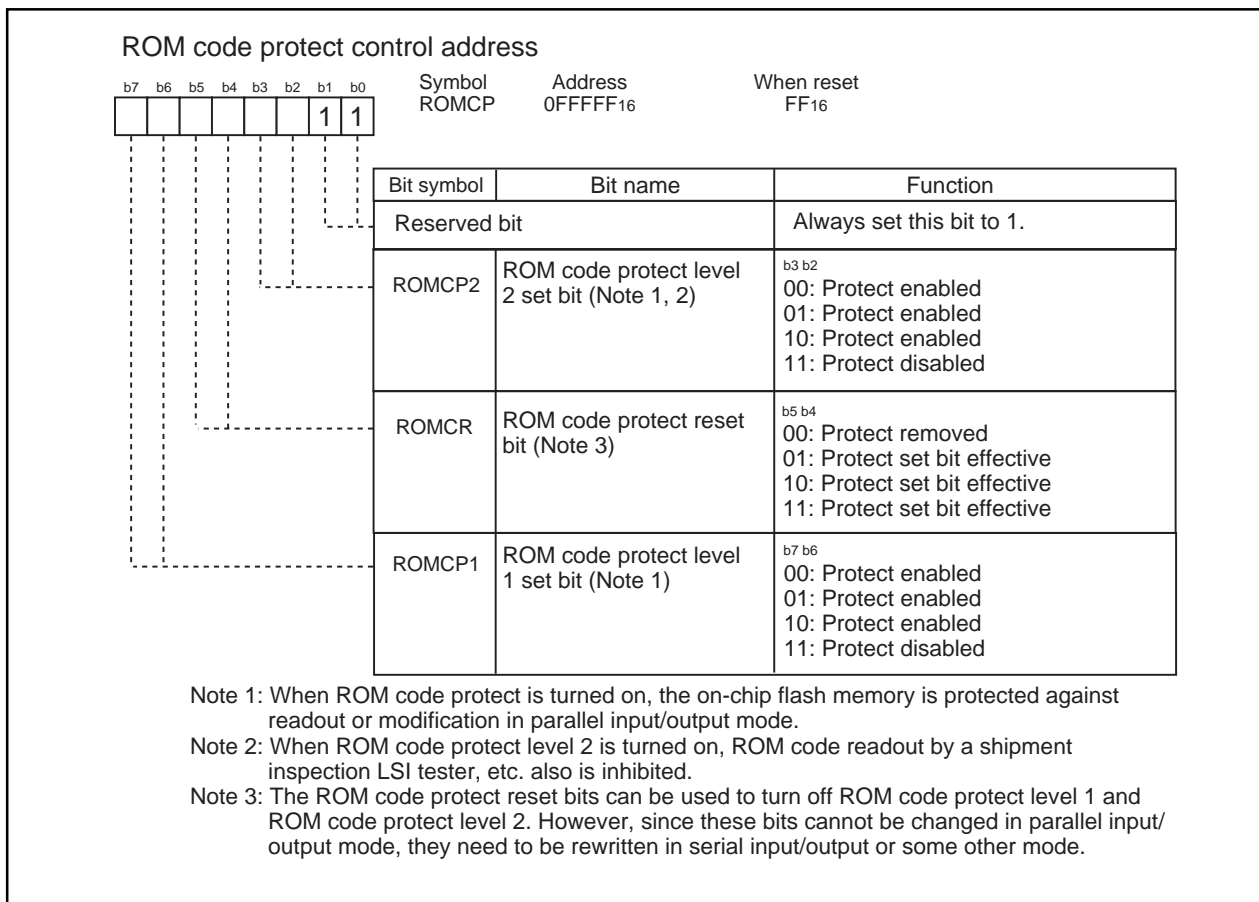 ROM code protect control address
b7 b6 b5 b4 b3 b2 b1 b0
1 1
Symbol Address When reset
ROMCP 0FFFFF16 FF16
Bit symbol Bit name Function
Reserved bit Always set this bit to 1.
ROMCP2
ROM code protect level
2 set bit (Note 1, 2)
b3 b2
00: Protect enabled
01: Protect enabled
10: Protect enabled
11: Protect disabled
ROMCR
ROM code protect reset
bit (Note 3)
b5 b4
00: Protect removed
01: Protect set bit effective
10: Protect set bit effective
11: Protect set bit effective
ROMCP1
ROM code protect level
1 set bit (Note 1)
b7 b6
00: Protect enabled
01: Protect enabled
10: Protect enabled
11: Protect disabled
Note 1: When ROM code protect is turned on, the on-chip flash memory is protected against
readout or modification in parallel input/output mode.
Note 2: When ROM code protect level 2 is turned on, ROM code readout by a shipment
inspection LSI tester, etc. also is inhibited.
Note 3: The ROM code protect reset bits can be used to turn off ROM code protect level 1 and
ROM code protect level 2. However, since these bits cannot be changed in parallel input/
output mode, they need to be rewritten in serial input/output or some other mode.